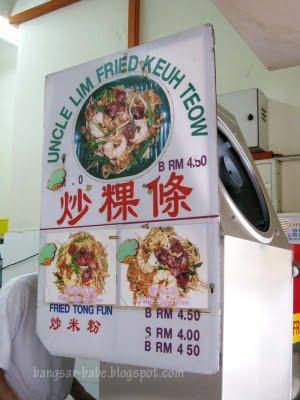 UNCLE LIM FRIED KEUH TEOW
B RM 4.50
炒粿條
FRIED TONG FUN
炒米粉
B RM 4.50
S RM 4.00
B RM 4 50
bangsar-babe.blogspot.com